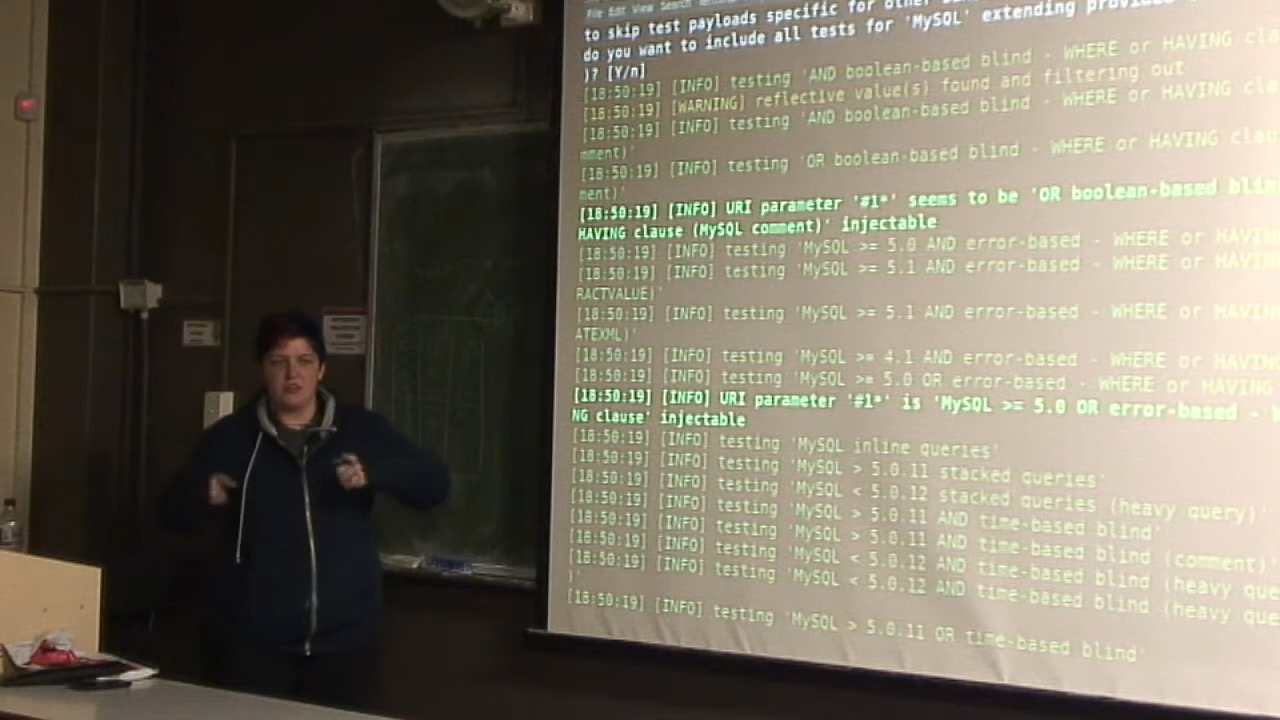 File Edit View Search
to skip test payloads specific for other
do you want to include all tests for 'MySQL' extending provided
)? [Y/n]
[18:50:19] [INFO] testing 'AND boolean-based blind - WHERE or HAVING cla
[18:50:19] [WARNING] reflective value(s) found and filtering out
[18:50:19] [INFO] testing 'AND boolean-based blind - WHERE or HAVING cla
mment)'
[18:50:19] [INFO] testing 'OR boolean-based blind - WHERE or HAVING clau
ment)'
[18:50:19] [INFO] URI parameter '#1*' seems to be 'OR boolean-based blin
HAVING clause (MySQL comment)' injectable
[18:50:19] [INFO] testing 'MySQL >= 5.0 AND error-based - WHERE or HAVIN
[18:50:19] [INFO] testing 'MySQL >= 5.1 AND error-based - WHERE or HAVIN
RACTVALUE)'
[18:50:19] [INFO] testing 'MySQL >= 5.1 AND error-based - WHERE or HAVIN
ATEXML)'
[18:50:19] [INFO] testing 'MySQL >= 4.1 AND error-based - WHERE or HAVIN
[18:50:19] [INFO] testing 'MySQL >= 5.0 OR error-based - WHERE or HAVING
[18:50:19] [INFO] URI parameter '#1*' is 'MySQL >= 5.0 OR error-based -
NG clause' injectable
[18:50:19] [INFO] testing 'MySQL inline queries'
[18:50:19] [INFO] testing 'MySQL > 5.0.11 stacked queries'
[18:50:19] [INFO] testing 'MySQL < 5.0.12 stacked queries (heavy query)'
[18:50:19] [INFO] testing 'MySQL > 5.0.11 AND time-based blind'
[18:50:19] [INFO] testing 'MySQL > 5.0.11 AND time-based blind (comment)'
[18:50:19] [INFO] testing 'MySQL < 5.0.12 AND time-based blind (heavy que
[18:50:19] [INFO] testing 'MySQL < 5.0.12 AND time-based blind (heavy que
)'
[18:50:19] [INFO] testing 'MySQL > 5.0.11 OR time-based blind'